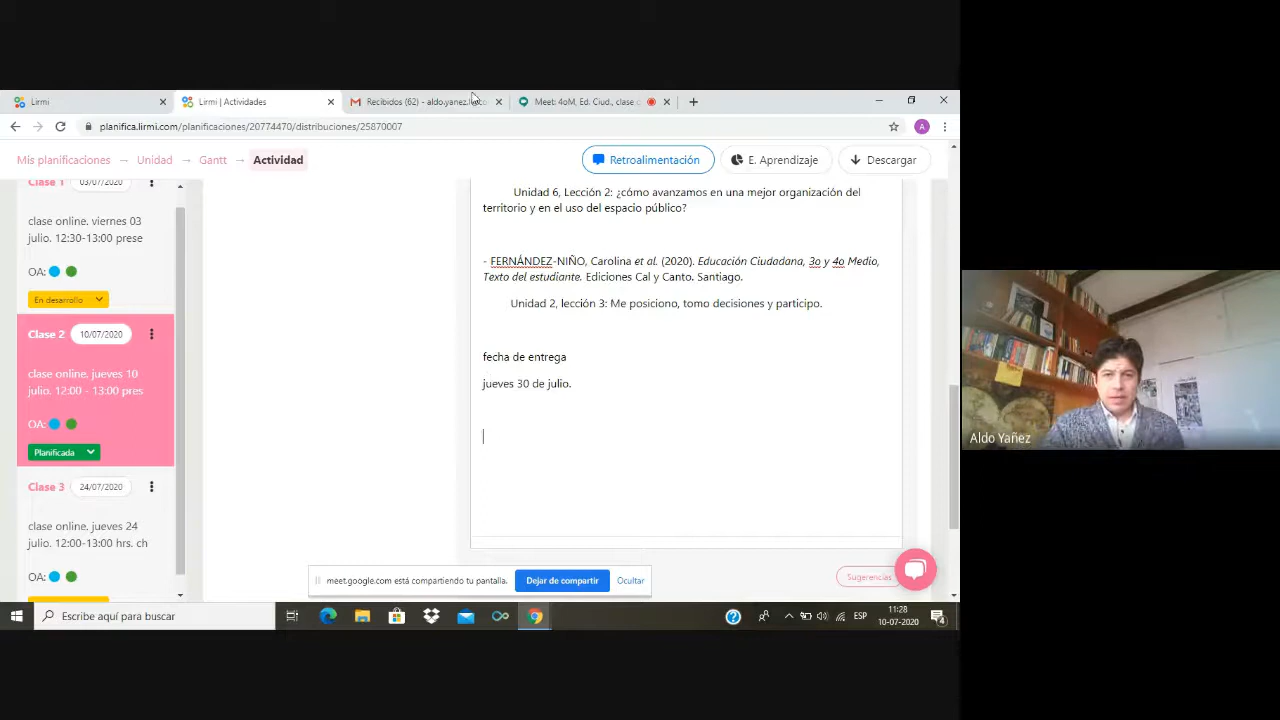 Lirmi
Lirmi | Actividades
Recibidos (62) - aldo.yanez.
Meet: 4oM, Ed. Ciud., clase
planifica.lirmi.com/planificaciones/20774470/distribuciones/25870007
A
Mis planificaciones → Unidad → Gantt → Actividad
Retroalimentación
E. Aprendizaje
Descargar
Clase 1 03/07/2020
clase online. viernes 03
julio. 12:30-13:00 prese
OA:
En desarrollo
Clase 2 10/07/2020
clase online. jueves 10
julio. 12:00 - 13:00 pres
OA:
Planificada
Clase 3 24/07/2020
clase online. jueves 24
julio. 12:00-13:00 hrs. ch
OA:
Unidad 6, Lección 2: ¿cómo avanzamos en una mejor organización del
territorio y en el uso del espacio público?
- FERNÁNDEZ-NIÑO, Carolina et al. (2020). Educación Ciudadana, 3o y 4o Medio,
Texto del estudiante. Ediciones Cal y Canto. Santiago.
Unidad 2, lección 3: Me posiciono, tomo decisiones y participo.
fecha de entrega
jueves 30 de julio.
Sugerencias
meet.google.com está compartiendo tu pantalla.
Dejar de compartir
Ocultar
Escribe aquí para buscar
ESP
11:28
10-07-2020
4
Aldo Yañez